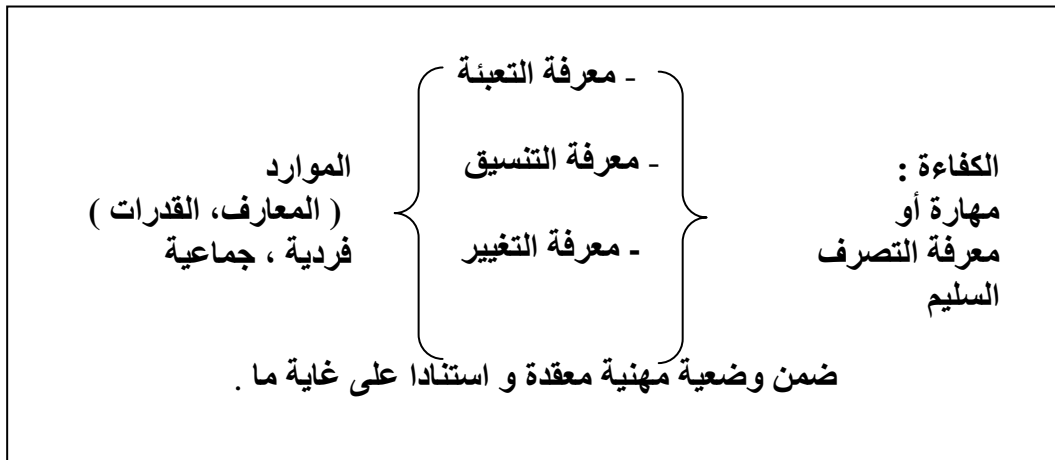 الكفاءة :
مهارة أو
معرفة التصرف
السليم
- معرفة التعبئة
- معرفة التنسيق
- معرفة التغيير
الموارد
( المعارف، القدرات )
فردية ، جماعية
ضمن وضعية مهنية معقدة و استنادا على غاية ما .